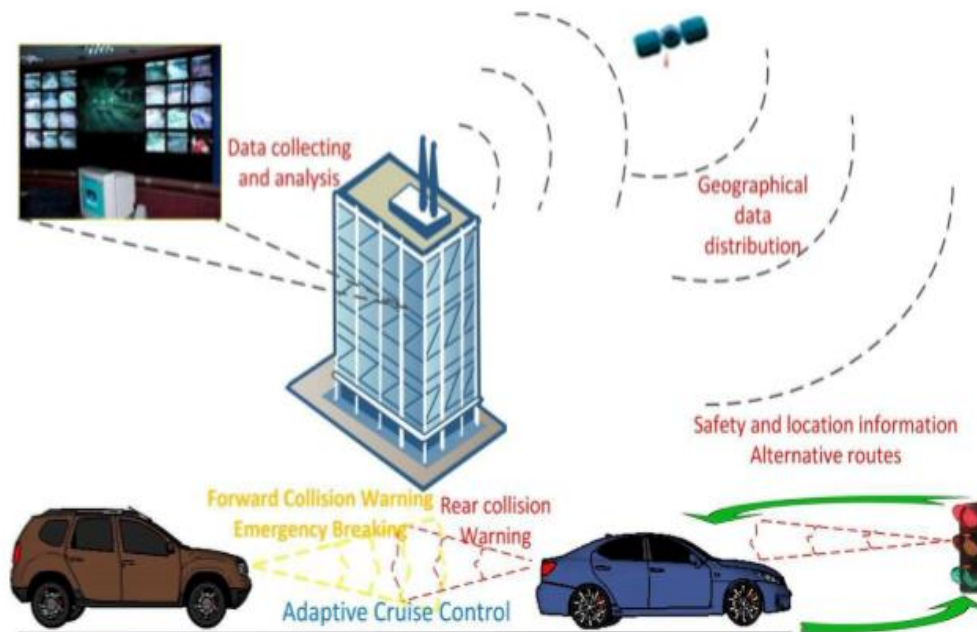 Data collecting
and analysis
Geographical
data
distribution
Safety and location information
Alternative routes
Forward Collision Warning
Emergency Breaking
Rear collision
Warning
Adaptive Cruise Control